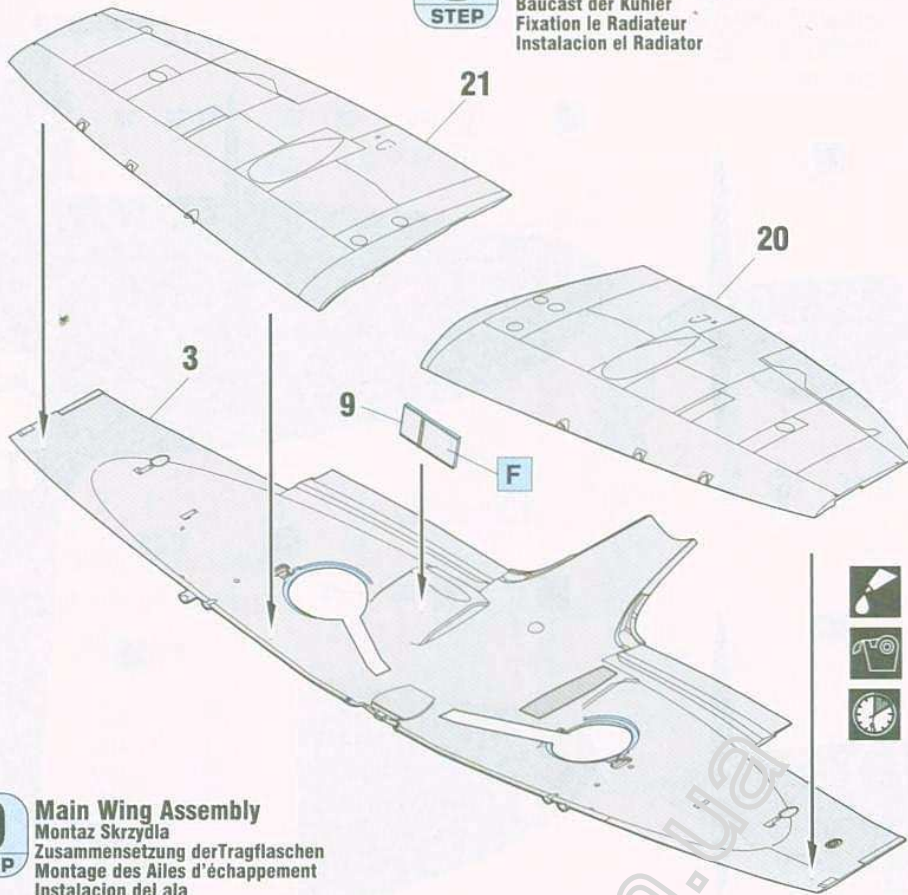 Baucast der Kuhler
STEP
Fixation le Radiateur
Instalacion el Radiator
21
20
3
9
F
Main Wing Assembly
Montaz Skrzydla
Zusammensetzung derTragflaschen
Montage des Ailes d'échappement
Instalacion del ala
.ua